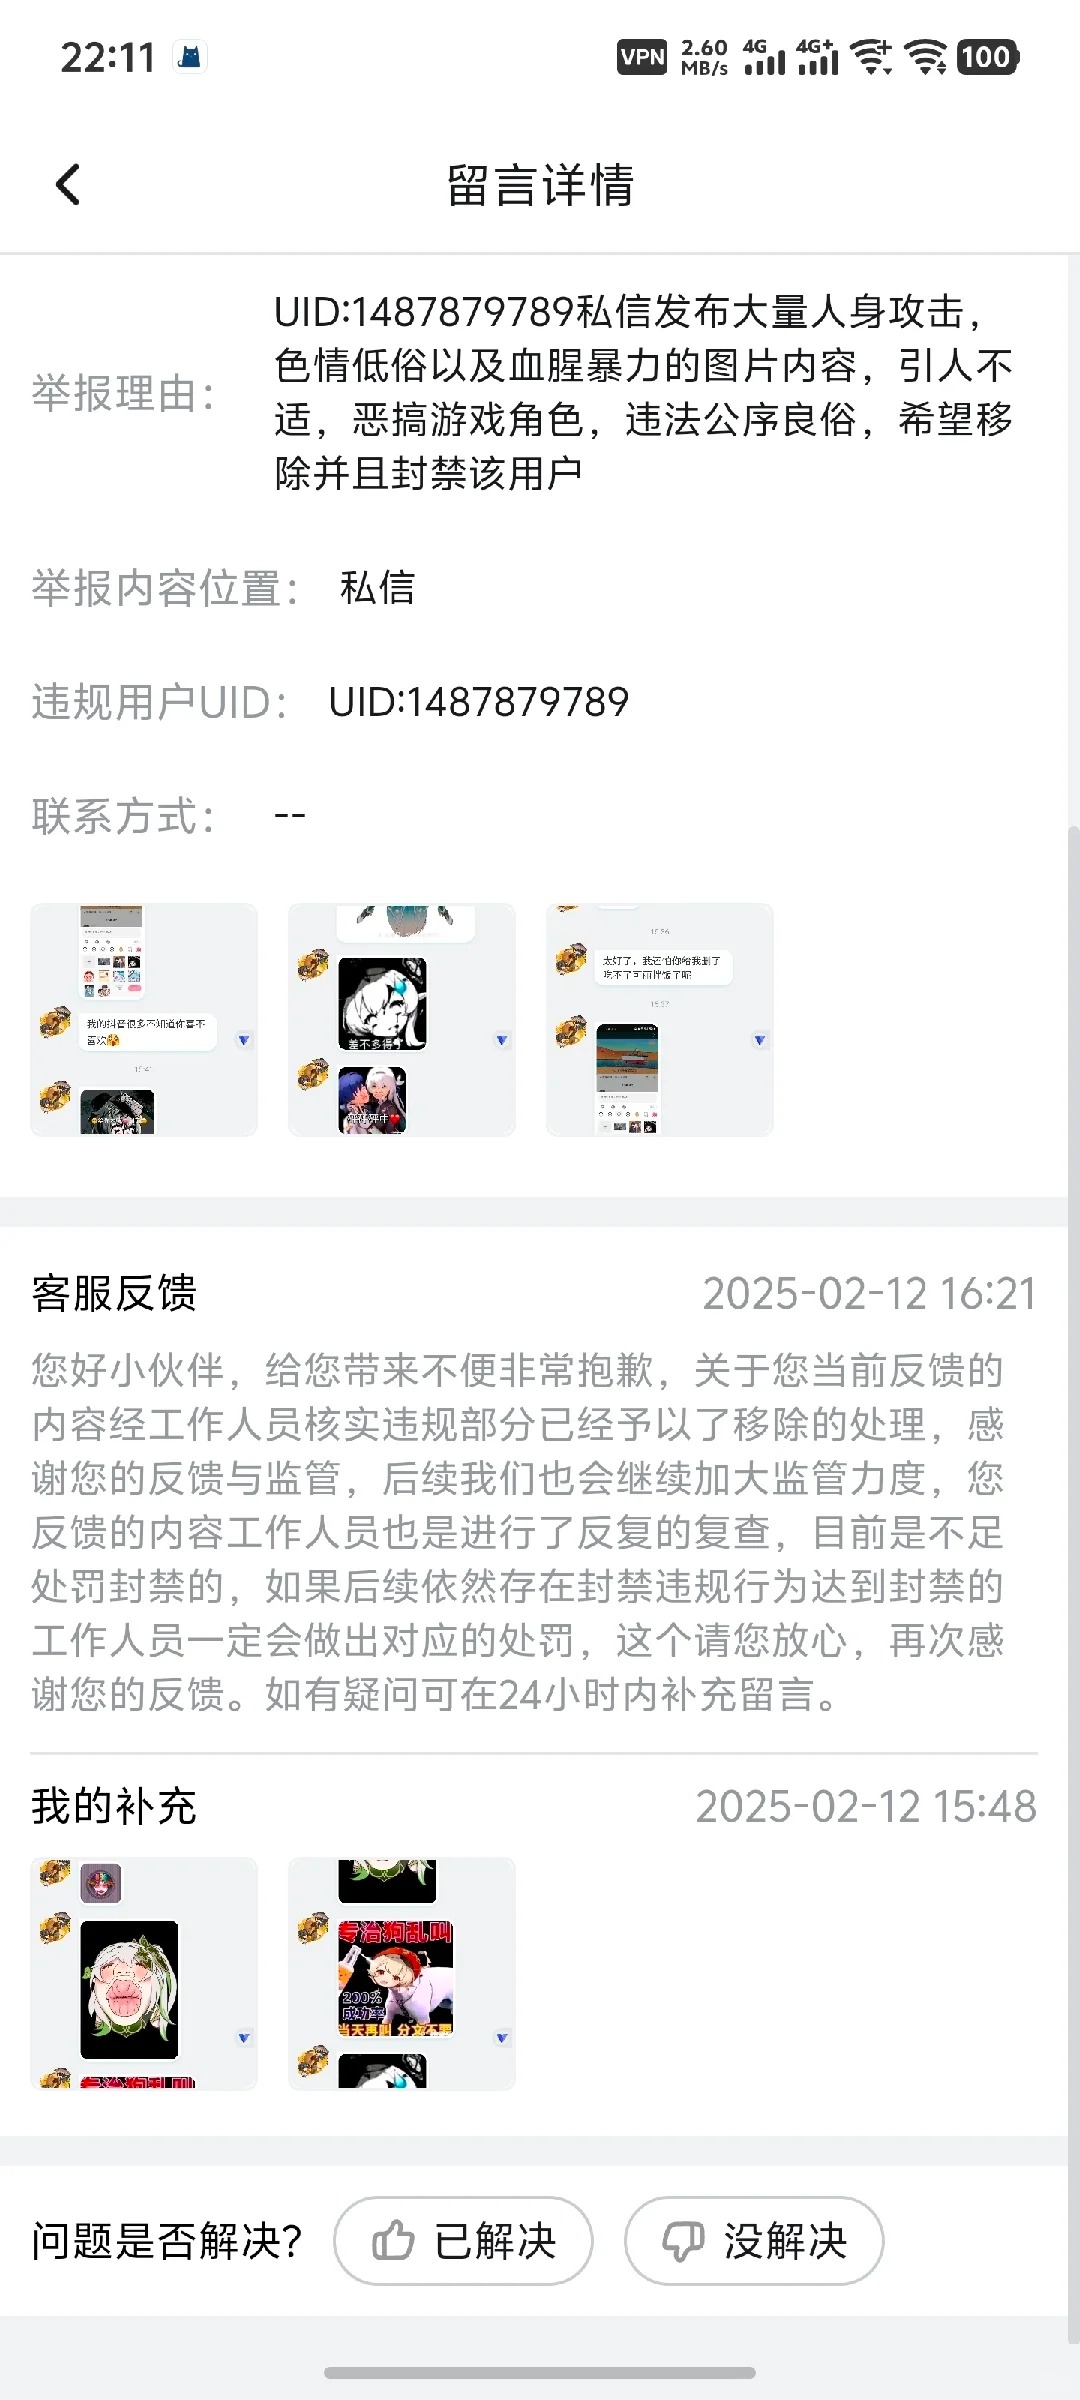 22:11
VPN 2.60 MB/s 4G 4G+ 100
留言详情
举报理由：
UID:1487879789私信发布大量人身攻击，
色情低俗以及血腥暴力的图片内容，引人不
适，恶搞游戏角色，违法公序良俗，希望移
除并且封禁该用户
举报内容位置： 私信
违规用户UID： UID:1487879789
联系方式： --
我的抖音很多不知道你喜不
喜欢
15:41
差不多得了
15:36
太好了，我还怕你给我删了
15:37
客服反馈 2025-02-12 16:21
您好小伙伴，给您带来不便非常抱歉，关于您当前反馈的
内容经工作人员核实违规部分已经予以了移除的处理，感
谢您的反馈与监管，后续我们也会继续加大监管力度，您
反馈的内容工作人员也是进行了反复的复查，目前是不足
处罚封禁的，如果后续依然存在封禁违规行为达到封禁的
工作人员一定会做出对应的处罚，这个请您放心，再次感
谢您的反馈。如有疑问可在24小时内补充留言。
我的补充 2025-02-12 15:48
专治狗乱叫
专治狗乱叫
200%
成功率
当天再叫 分文不要
问题是否解决？ 已解决 没解决